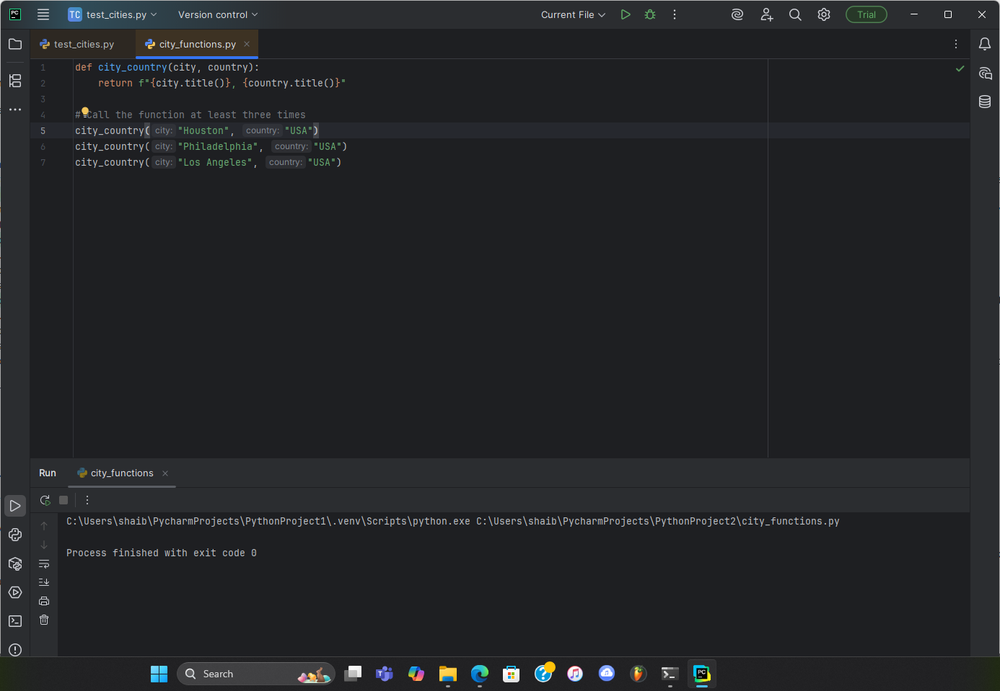 PC TC test_cities.py Version control Current File Trial
test_cities.py city_functions.py
1 def city_country(city, country):
2 return f"{city.title()}, {country.title()}"
3
4 # Call the function at least three times
5 city_country( city: "Houston", country: "USA")
6 city_country( city: "Philadelphia", country: "USA")
7 city_country( city: "Los Angeles", country: "USA")
Run city_functions
C:\Users\shaib\PycharmProjects\PythonProject1\.venv\Scripts\python.exe C:\Users\shaib\PycharmProjects\PythonProject2\city_functions.py
Process finished with exit code 0
Search
PC